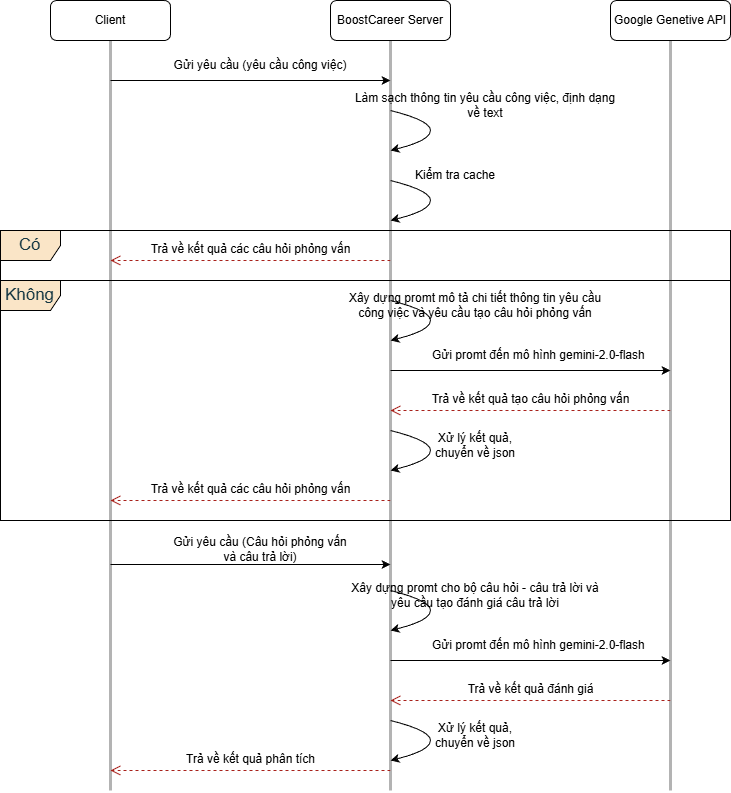 Client
BoostCareer Server
Google Genetive API
Gửi yêu cầu (yêu cầu công việc)
Làm sạch thông tin yêu cầu công việc, định dạng
về text
Kiểm tra cache
Có
Trả về kết quả các câu hỏi phỏng vấn
Không
Xây dựng promt mô tả chi tiết thông tin yêu cầu
công việc và yêu cầu tạo câu hỏi phỏng vấn
Gửi promt đến mô hình gemini-2.0-flash
Trả về kết quả tạo câu hỏi phỏng vấn
Xử lý kết quả,
chuyển về json
Trả về kết quả các câu hỏi phỏng vấn
Gửi yêu cầu (Câu hỏi phỏng vấn
và câu trả lời)
Xây dựng promt cho bộ câu hỏi - câu trả lời và
yêu cầu tạo đánh giá câu trả lời
Gửi promt đến mô hình gemini-2.0-flash
Trả về kết quả đánh giá
Xử lý kết quả,
chuyển về json
Trả về kết quả phân tích